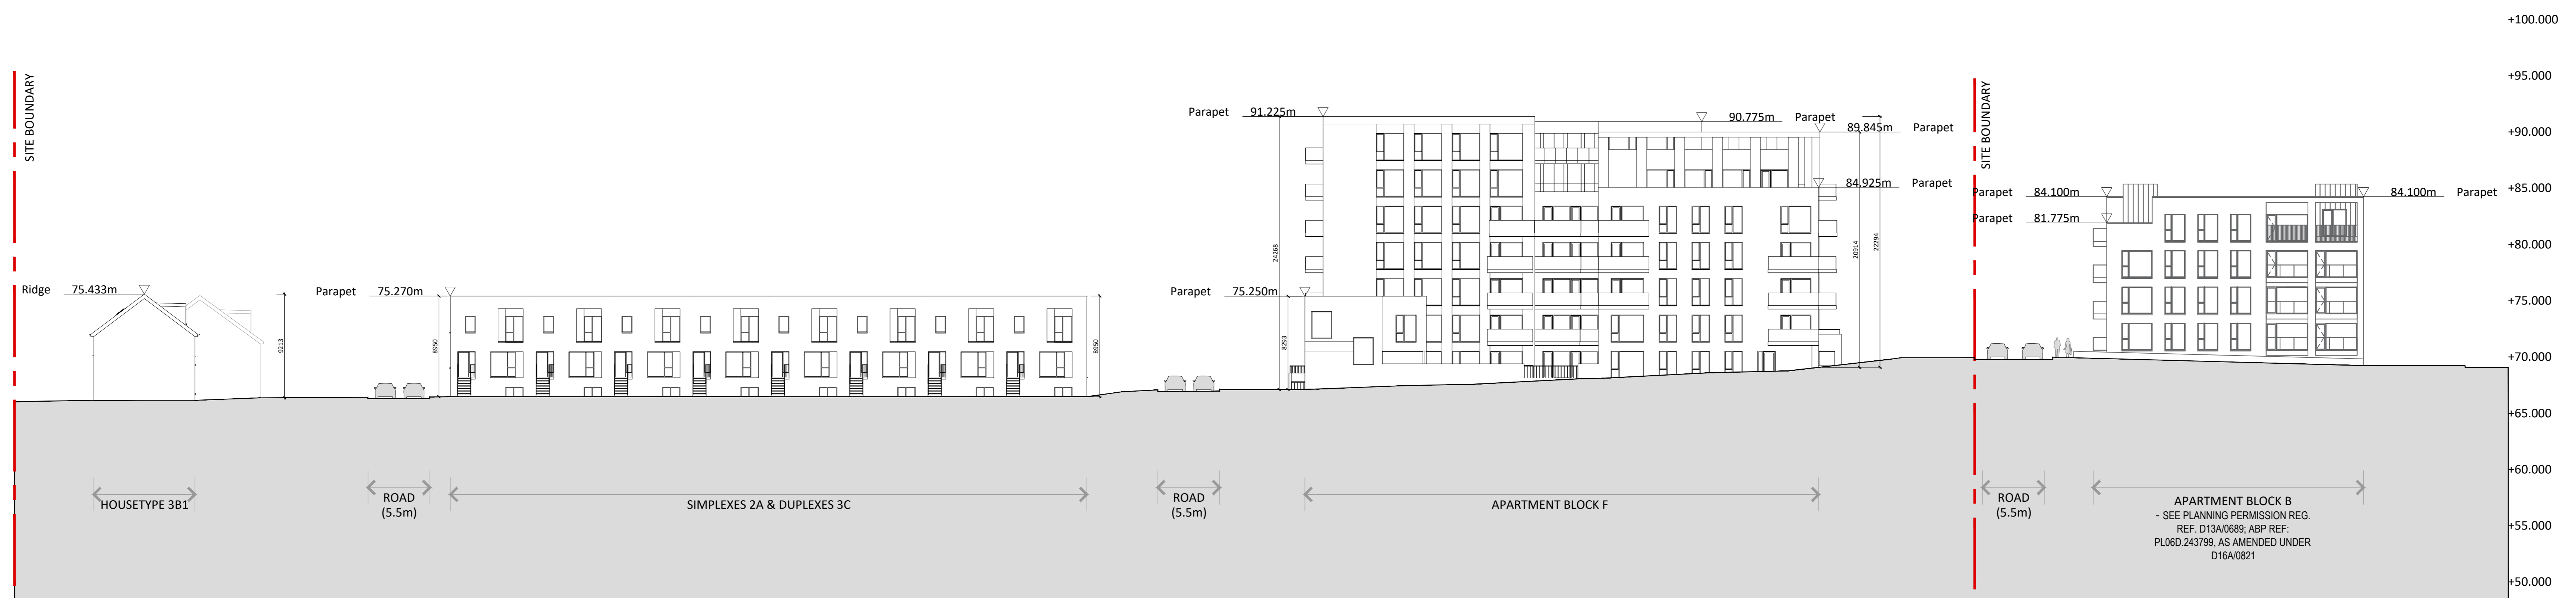 +100.000
+95.000
+90.000
+85.000
+80.000
+75.000
+70.000
+65.000
+60.000
+55.000
+50.000
SITE BOUNDARY
Ridge 75.433m
9213
Parapet 75.270m
8950
8950
Parapet 91.225m
24268
Parapet 75.250m
8293
90.775m Parapet
89.845m Parapet
84.925m Parapet
20914
22294
SITE BOUNDARY
Parapet 84.100m
Parapet 81.775m
84.100m Parapet
HOUSETYPE 3B1
ROAD
(5.5m)
SIMPLEXES 2A & DUPLEXES 3C
ROAD
(5.5m)
APARTMENT BLOCK F
ROAD
(5.5m)
APARTMENT BLOCK B
- SEE PLANNING PERMISSION REG.
REF. D13A/0689; ABP REF:
PL06D.243799, AS AMENDED UNDER
D16A/0821